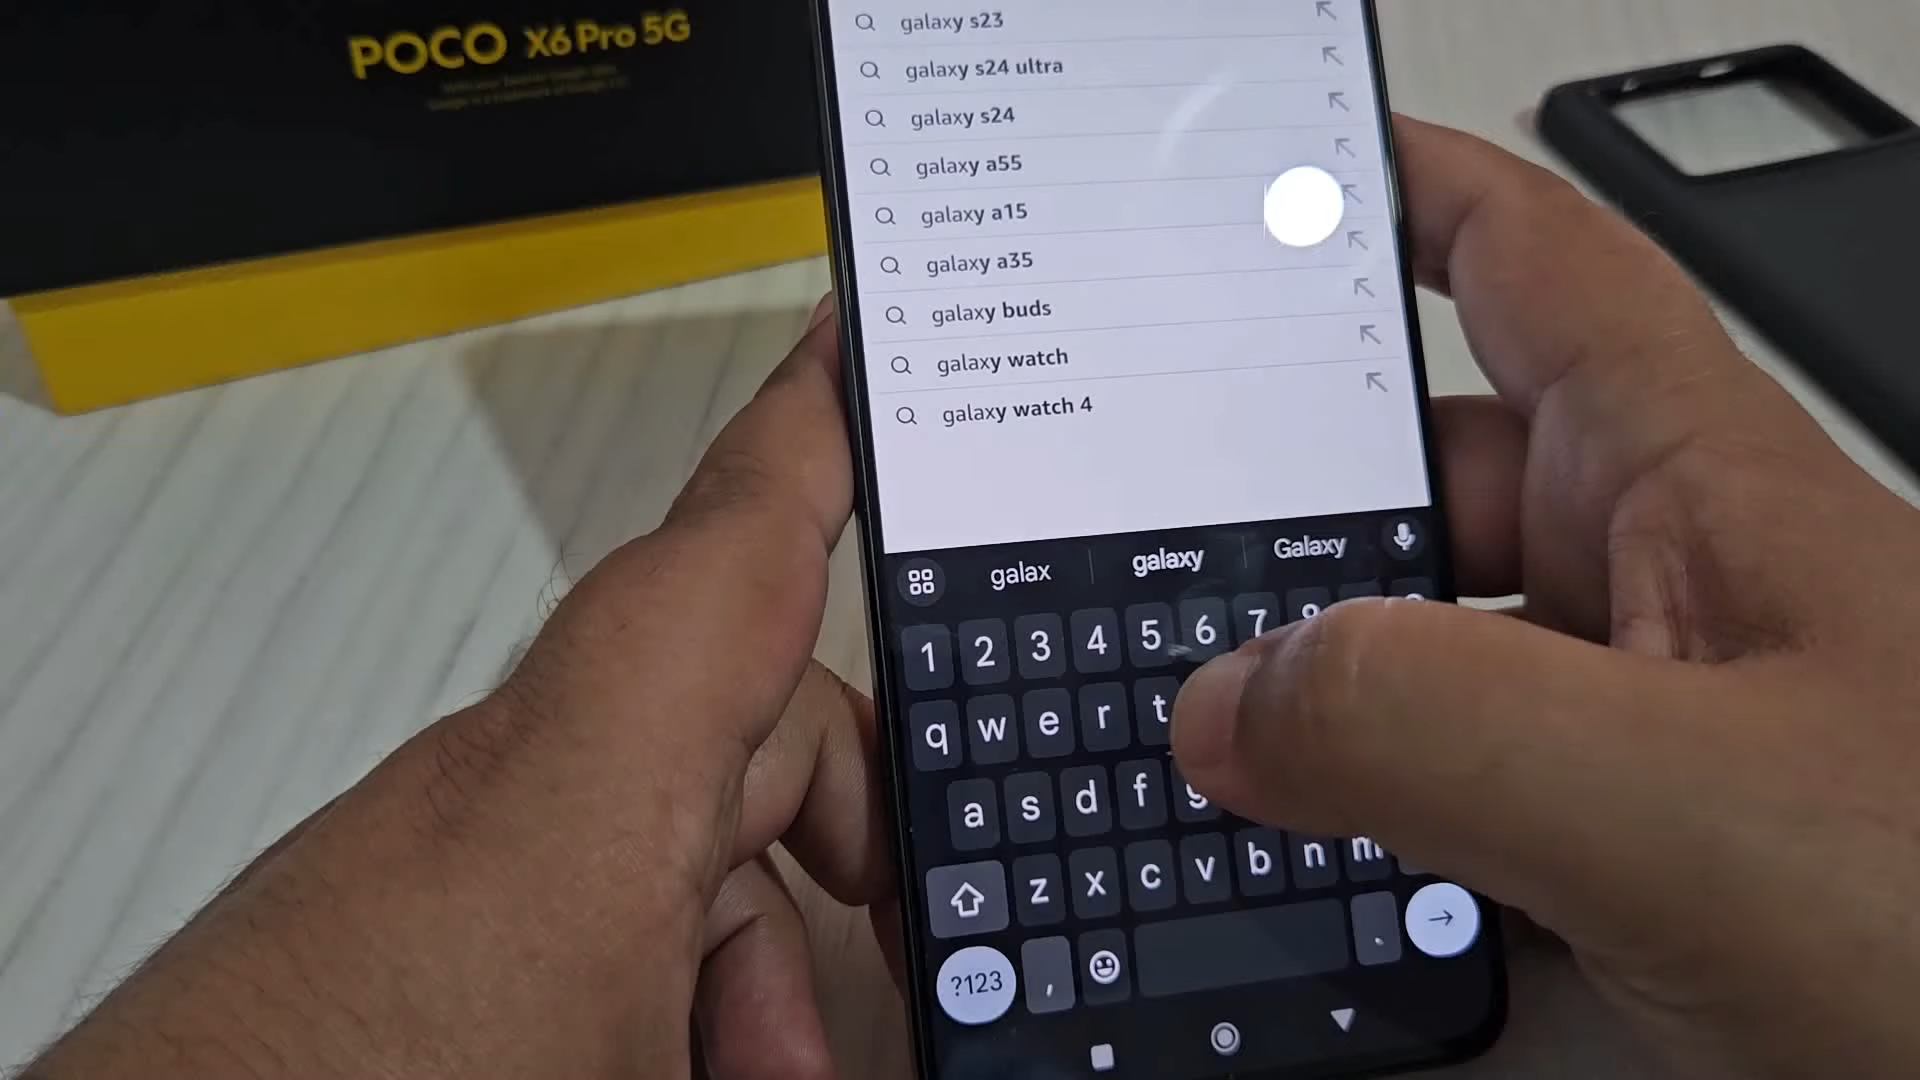 POCO X6 Pro 5G
galaxy s23
galaxy s24 ultra
galaxy s24
galaxy a55
galaxy a15
galaxy a35
galaxy buds
galaxy watch
galaxy watch 4
galax galaxy Galaxy
1 2 3 4 5 6 7
q w e r t
a s d f g
z x c v b n m
?123 , .